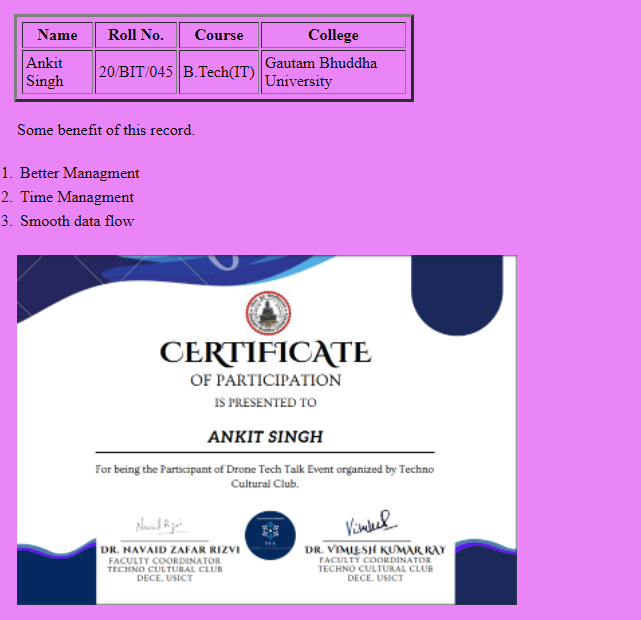 Name Roll No. Course College
Ankit Singh 20/BIT/045 B.Tech(IT) Gautam Bhuddha University
Some benefit of this record.
1. Better Managment
2. Time Managment
3. Smooth data flow
CERTIFICATE
OF PARTICIPATION
IS PRESENTED TO
ANKIT SINGH
For being the Participant of Drone Tech Talk Event organized by Techno
Cultural Club.
DR. NAVAID ZAFAR RIZVI
FACULTY COORDINATOR
TECHNO CULTURAL CLUB
DECE, USICT
DR. VIMLESH KUMAR RAY
FACULTY COORDINATOR
TECHNO CULTURAL CLUB
DECE, USICT